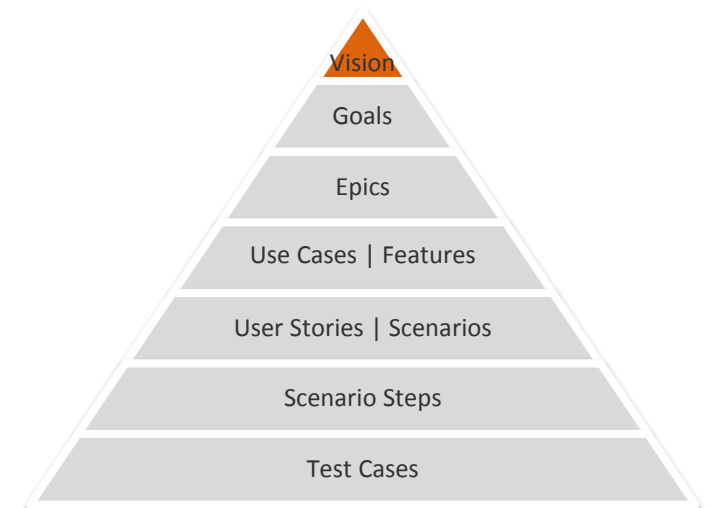 Vision
Goals
Epics
Use Cases | Features
User Stories | Scenarios
Scenario Steps
Test Cases